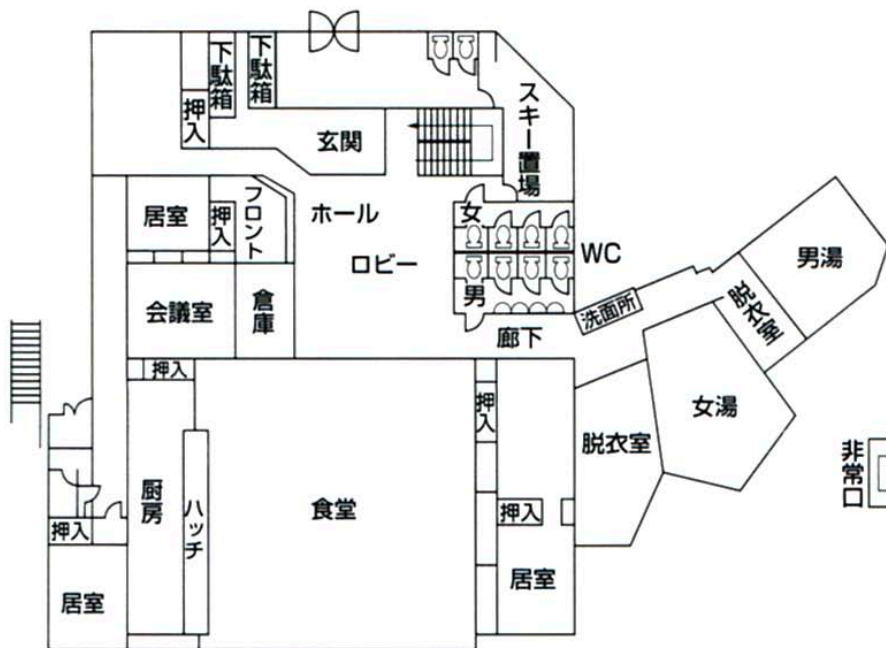 下駄箱
下駄箱
押入
玄関
スキー置場
居室
押入
フロント
ホール
ロビー
女
WC
男
会議室
倉庫
洗面所
廊下
脱衣室
男湯
女湯
脱衣室
押入
押入
厨房
ハッチ
食堂
押入
居室
押入
居室
非常口